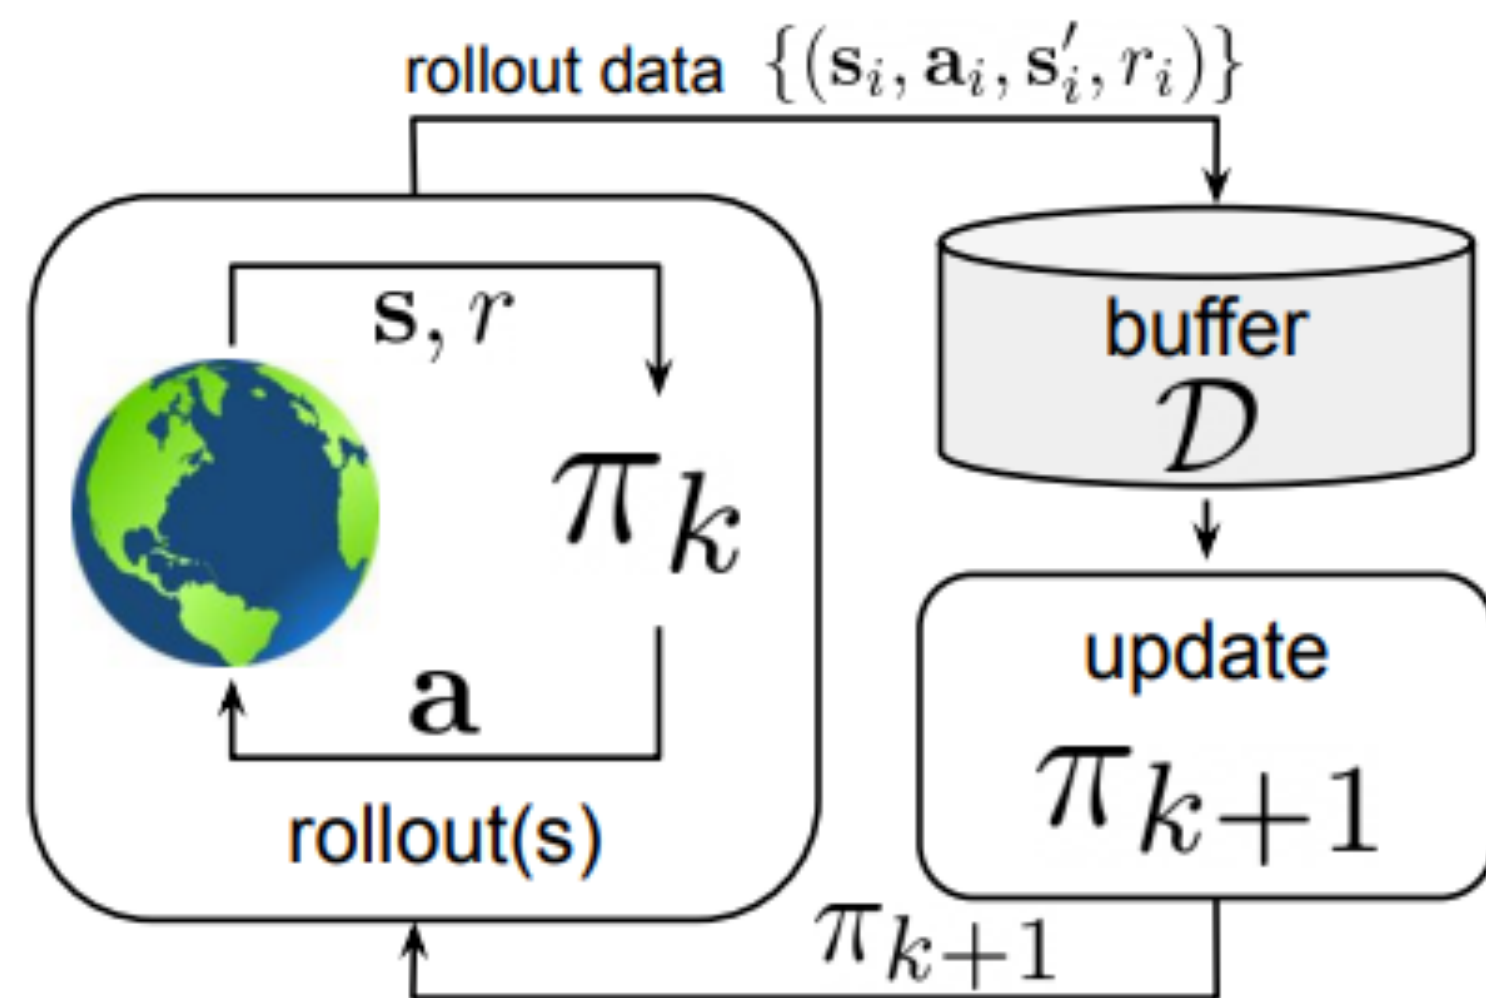 rollout data {(s_i, a_i, s'_i, r_i)}
s, r
π_k
a
rollout(s)
buffer
𝒟
update
π_{k+1}
π_{k+1}